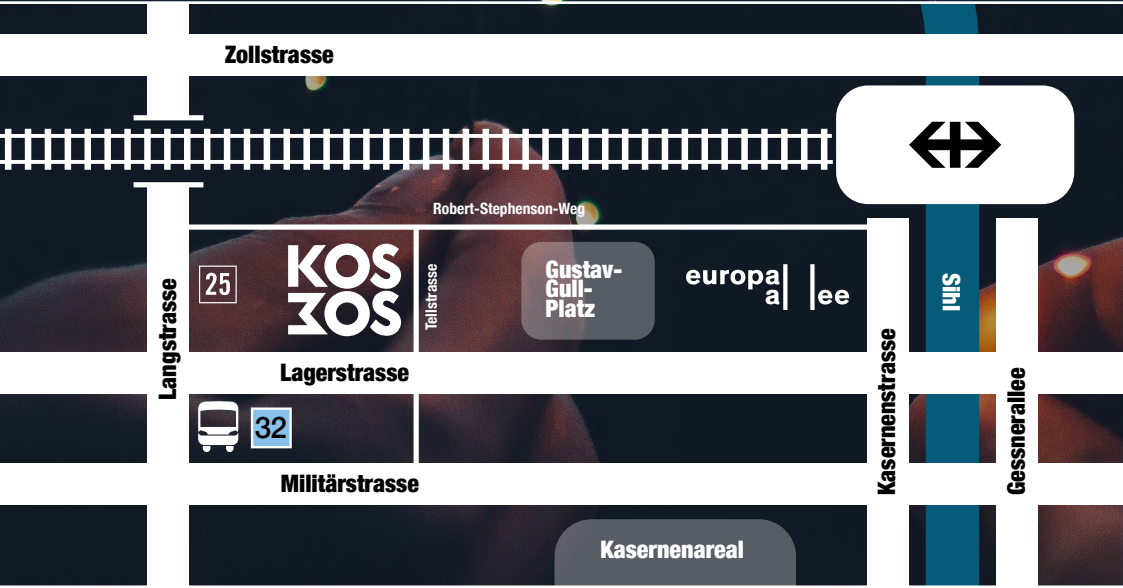 Zollstrasse
Robert-Stephenson-Weg
25
KOS
MOS
Tellstrasse
Gustav-
Gull-
Platz
europa
allee
Sihl
Langstrasse
Lagerstrasse
Kasernenstrasse
Gessnerallee
32
Militärstrasse
Kasernenareal